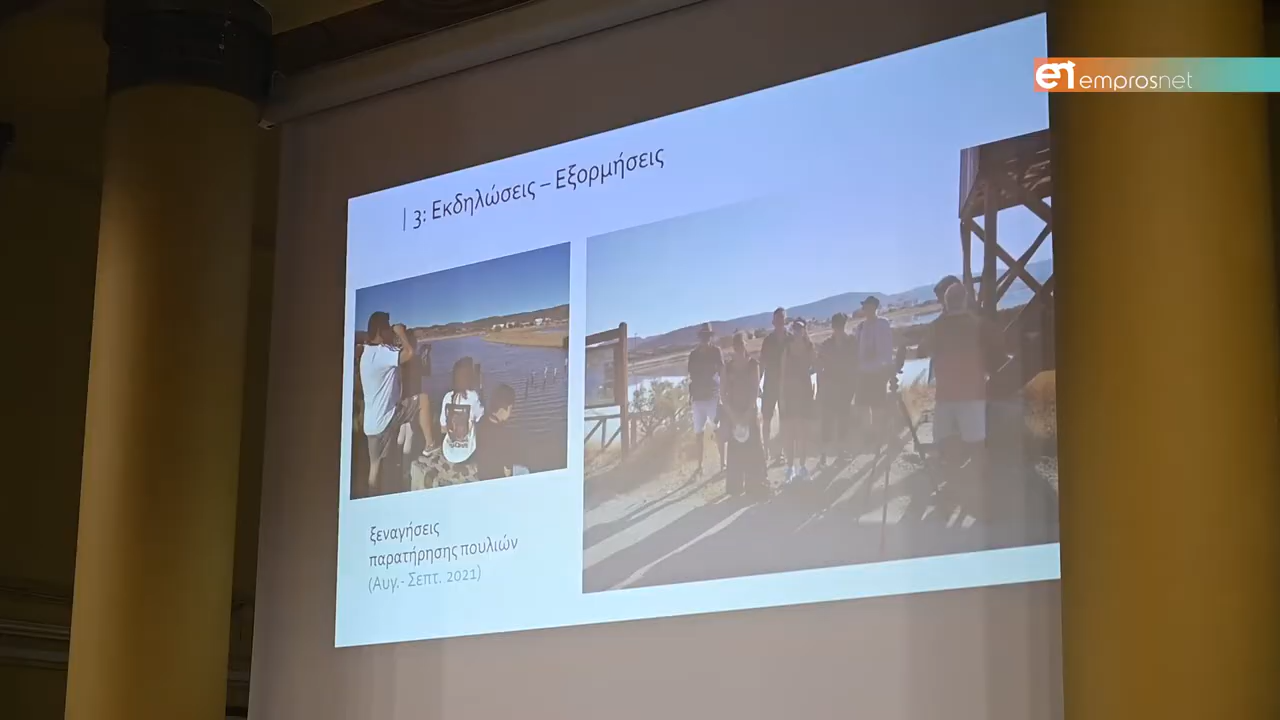 emprosnet
| 3: Εκδηλώσεις – Εξορμήσεις
ξεναγήσεις
παρατήρησης πουλιών
(Αυγ.- Σεπτ. 2021)